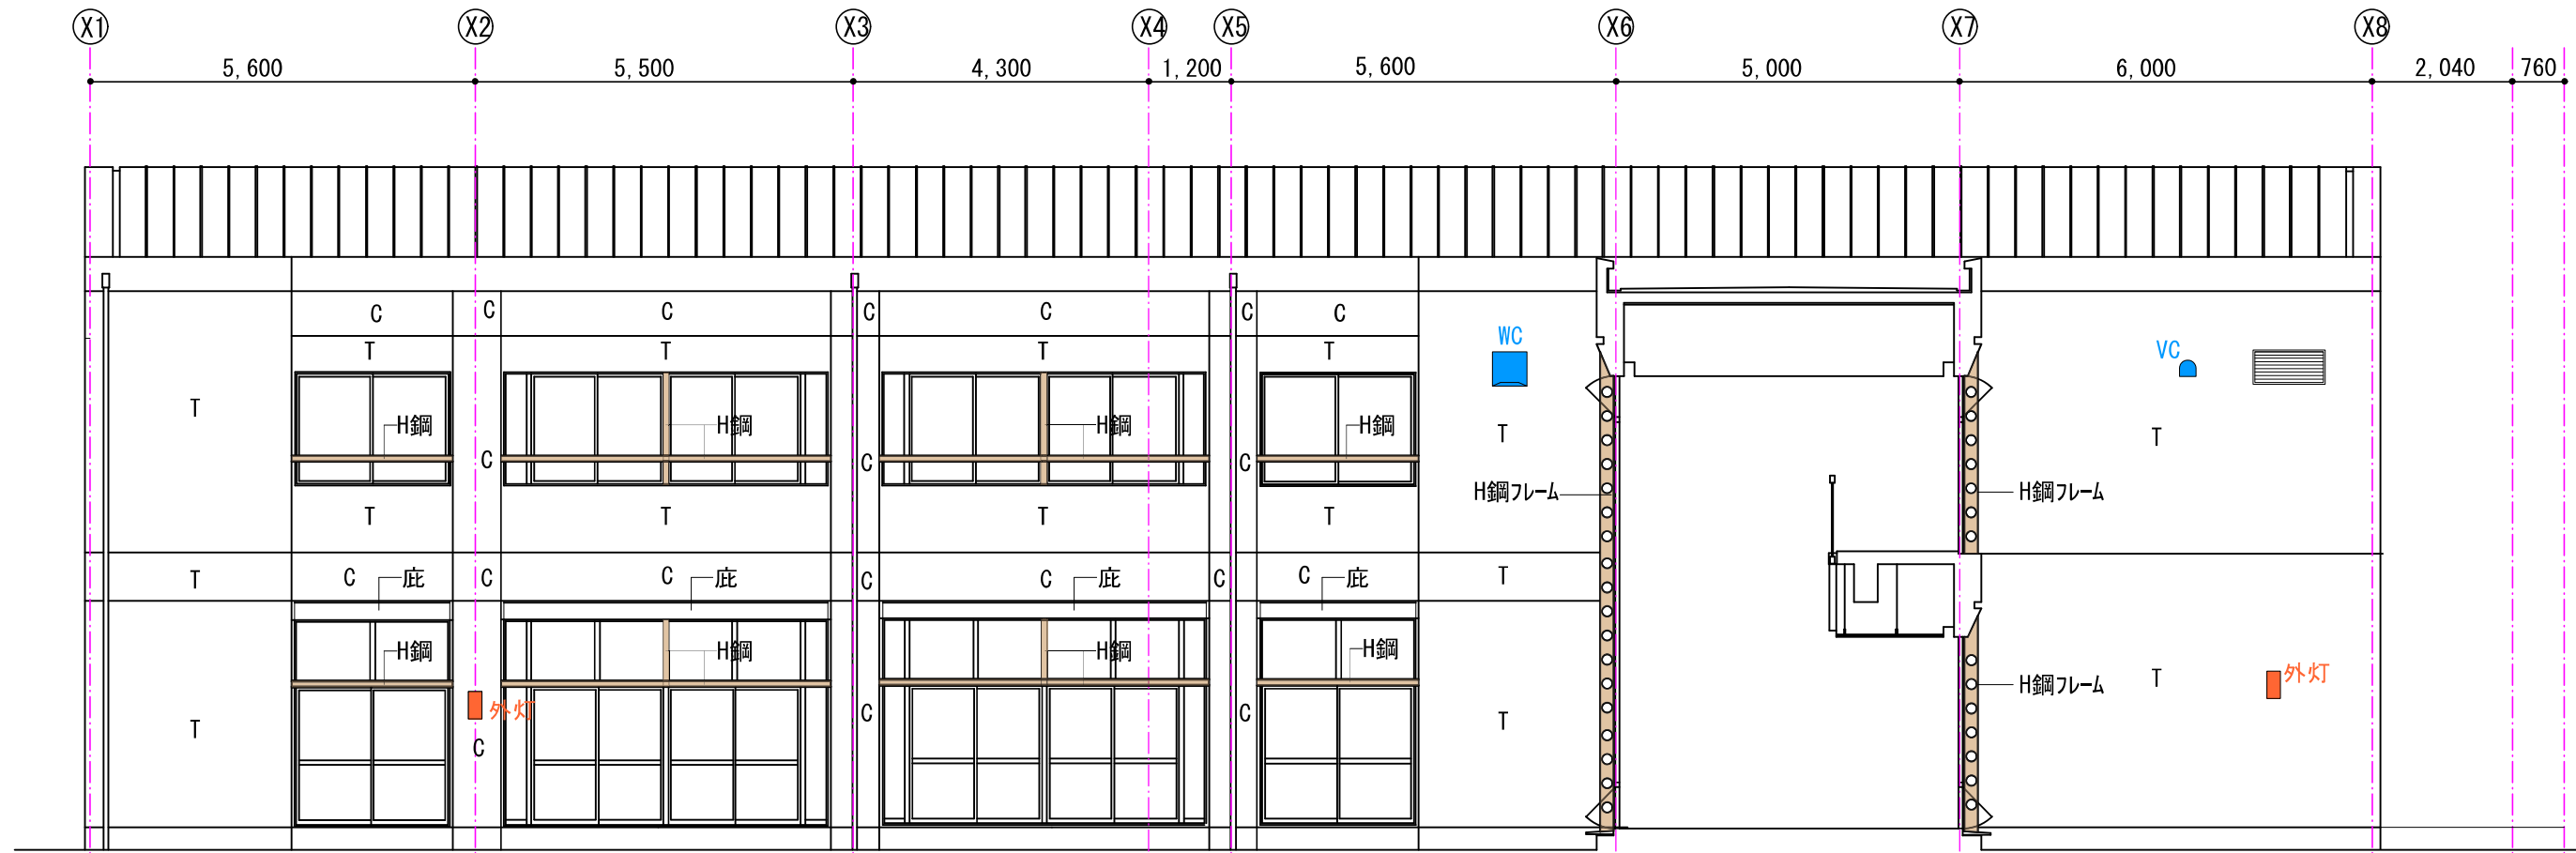 X1 X2 X3 X4 X5 X6 X7 X8
5,600 5,500 4,300 1,200 5,600 5,000 6,000 2,040 760
C C C C C C C
WC VC
T T T T
T H鋼 H鋼 H鋼 H鋼 T T
C C C
H鋼フレーム H鋼フレーム
T T T T
T C 庇 C C 庇 C C 庇 C C 庇 T
H鋼 H鋼 H鋼 H鋼 H鋼フレーム T 外灯
外灯 C C
T C T